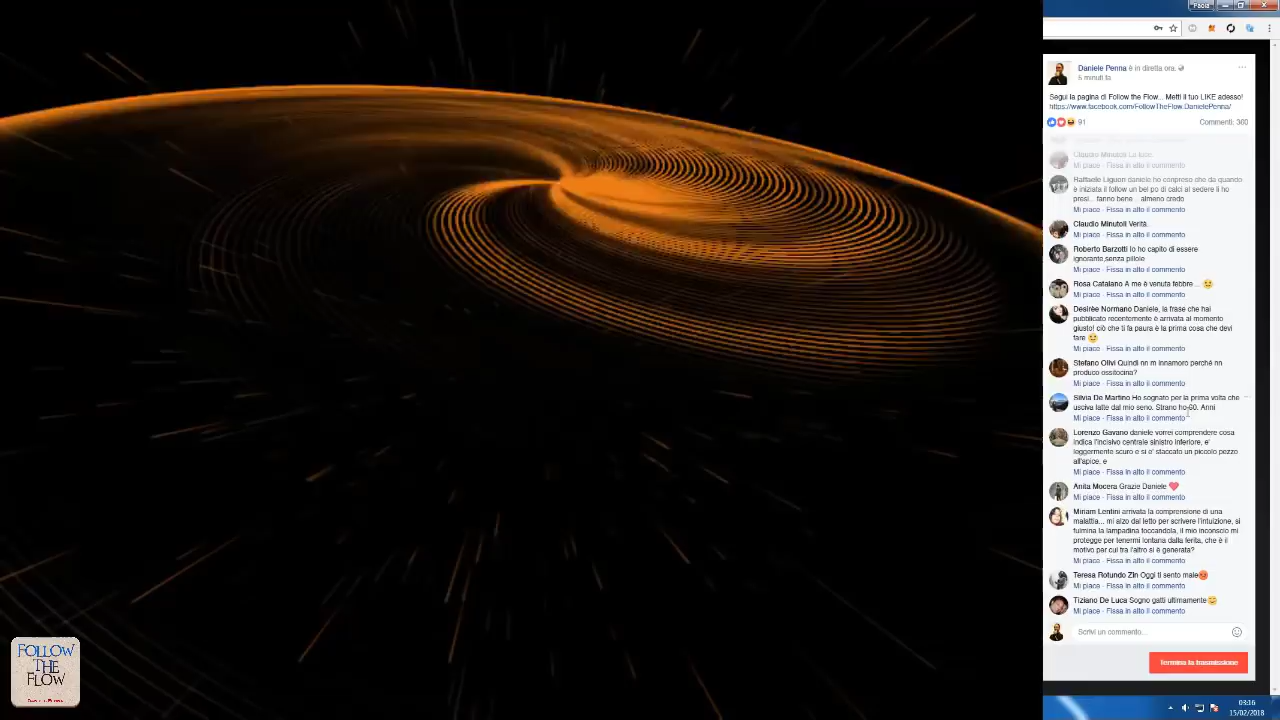 Paola
Daniele Penna è in diretta ora.
5 minuti fa
Segui la pagina di Follow the Flow... Metti il tuo LIKE adesso!
https://www.facebook.com/FollowTheFlow.DanielePenna/
91
Commenti: 300
Claudio Minutoli
Mi piace · Fissa in alto il commento
Raffaele Liguori daniele ho conpreso che da quando
è iniziata il follow un bel po di calci al sedere li ho
presi... fanno bene .. almeno credo
Mi piace · Fissa in alto il commento
Claudio Minutoli Verità.
Mi piace · Fissa in alto il commento
Roberto Barzotti Io ho capito di essere
ignorante,senza pillole
Mi piace · Fissa in alto il commento
Rosa Catalano A me è venuta febbre ...
Mi piace · Fissa in alto il commento
Desirèe Normano Daniele, la frase che hai
pubblicato recentemente è arrivata al momento
giusto! ciò che ti fa paura è la prima cosa che devi
fare
Mi piace · Fissa in alto il commento
Stefano Olivi Quindi nn m innamoro perché nn
produco ossitocina?
Mi piace · Fissa in alto il commento
Silvia De Martino Ho sognato per la prima volta che
usciva latte dal mio seno. Strano ho 60. Anni
Mi piace · Fissa in alto il commento
Lorenzo Gavano daniele vorrei comprendere cosa
indica l'incisivo centrale sinistro inferiore, e'
leggermente scuro e si e' staccato un piccolo pezzo
all'apice, e
Mi piace · Fissa in alto il commento
Anita Mocera Grazie Daniele
Mi piace · Fissa in alto il commento
Miriam Lentini arrivata la comprensione di una
malattia... mi alzo dal letto per scrivere l'intuizione, si
fulmina la lampadina toccandola, il mio inconscio mi
protegge per tenermi lontana dalla ferita, che è il
motivo per cui tra l'altro si è generata?
Mi piace · Fissa in alto il commento
Teresa Rotundo Zin Oggi ti sento male
Mi piace · Fissa in alto il commento
Tiziano De Luca Sogno gatti ultimamente
Mi piace · Fissa in alto il commento
Scrivi un commento...
Termina la trasmissione
03:16
15/02/2018
FOLLOW
THE
FLOW